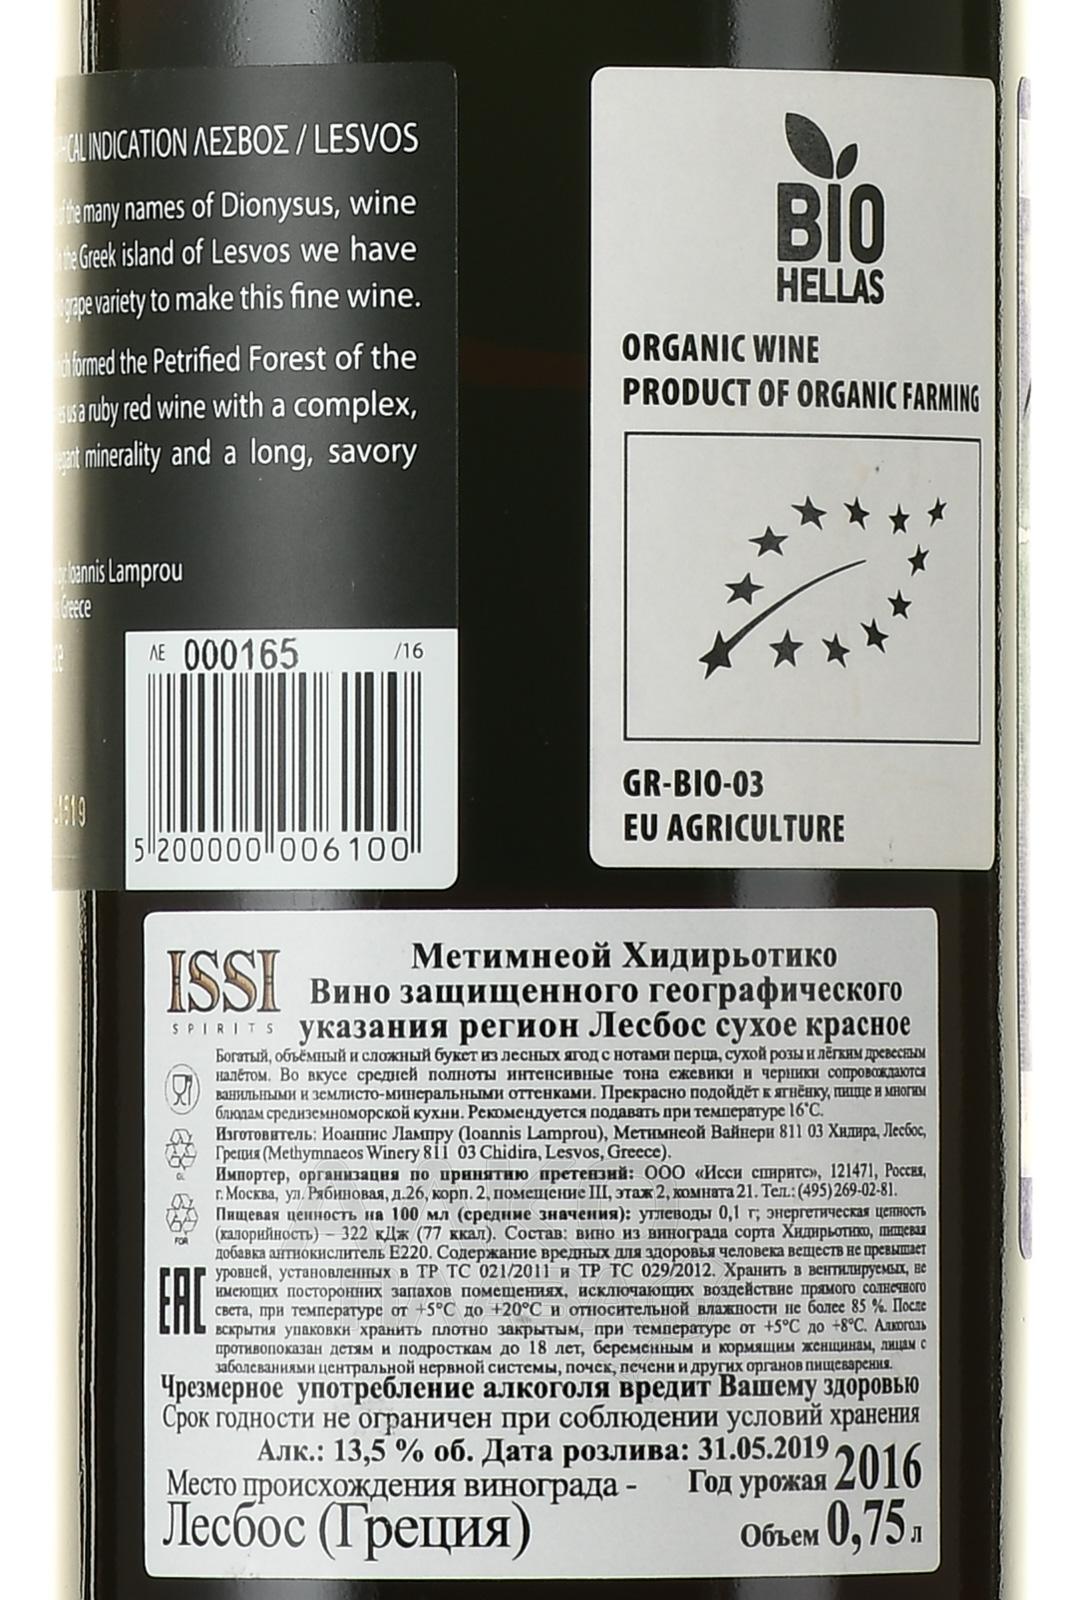 CAL INDICATION ΛΕΣΒΟΣ / LESVOS
of the many names of Dionysus, wine
the Greek island of Lesvos we have
grape variety to make this fine wine.
formed the Petrified Forest of the
us a ruby red wine with a complex,
minerality and a long, savory
Ioannis Lamprou
Greece
ΛΕ 000165 /16
5 200000 006100
BIO
HELLAS
ORGANIC WINE
PRODUCT OF ORGANIC FARMING
GR-BIO-03
EU AGRICULTURE
ISSI
SPIRITS
Метимнеой Хидирьотико
Вино защищенного географического
указания регион Лесбос сухое красное
Богатый, объёмный и сложный букет из лесных ягод с нотами перца, сухой розы и лёгким древесным
налётом. Во вкусе средней полноты интенсивные тона ежевики и черники сопровождаются
ванильными и землисто-минеральными оттенками. Прекрасно подойдёт к ягнёнку, пицце и многим
блюдам средиземноморской кухни. Рекомендуется подавать при температуре 16°С.
Изготовитель: Иоаннис Лампру (Ioannis Lamprou), Метимнеой Вайнери 811 03 Хидира, Лесбос,
Греция (Methymnaeos Winery 811 03 Chidira, Lesvos, Greece).
Импортер, организация по принятию претензий: ООО «Исси спиритс», 121471, Россия,
г. Москва, ул. Рябиновая, д.26, корп. 2, помещение III, этаж 2, комната 21. Тел.: (495) 269-02-81.
Пищевая ценность на 100 мл (средние значения): углеводы 0,1 г; энергетическая ценность
(калорийность) – 322 кДж (77 ккал). Состав: вино из винограда сорта Хидирьотико, пищевая
добавка антиокислитель Е220. Содержание вредных для здоровья человека веществ не превышает
уровней, установленных в ТР ТС 021/2011 и ТР ТС 029/2012. Хранить в вентилируемых, не
имеющих посторонних запахов помещениях, исключающих воздействие прямого солнечного
света, при температуре от +5°С до +20°С и относительной влажности не более 85 %. После
вскрытия упаковки хранить плотно закрытым, при температуре от +5°С до +8°С. Алкоголь
противопоказан детям и подросткам до 18 лет, беременным и кормящим женщинам, лицам с
заболеваниями центральной нервной системы, почек, печени и других органов пищеварения.
GL
FOR
EAC
Чрезмерное употребление алкоголя вредит Вашему здоровью
Срок годности не ограничен при соблюдении условий хранения
Алк.: 13,5 % об. Дата розлива: 31.05.2019
Место происхождения винограда - Год урожая 2016
Лесбос (Греция) Объем 0,75 л